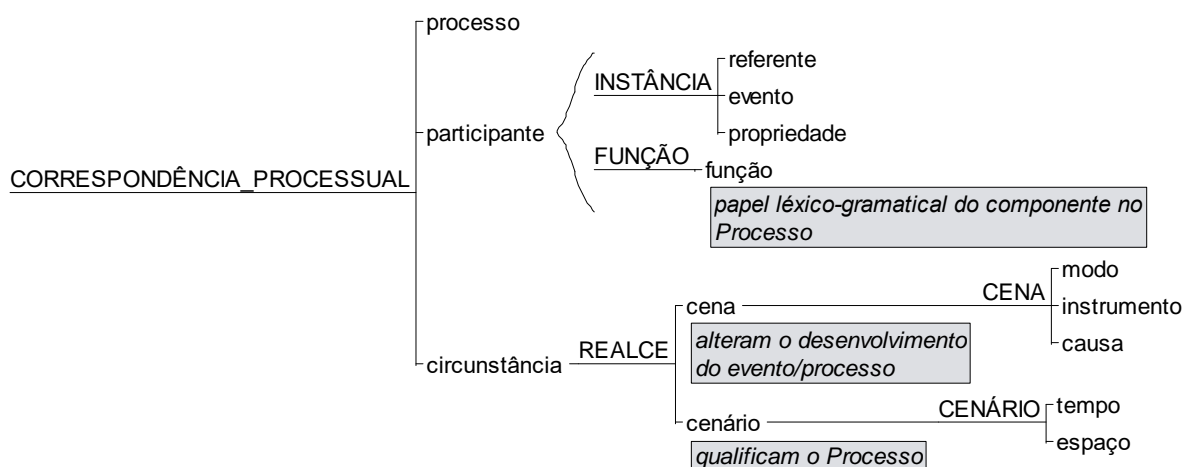 processo
INSTÂNCIA
referente
evento
propriedade
participante
FUNÇÃO
função
papel léxico-gramatical do componente no
Processo
CORRESPONDÊNCIA_PROCESSUAL
circunstância
REALCE
cena
alteram o desenvolvimento
do evento/processo
CENA
modo
instrumento
causa
cenário
qualificam o Processo
CENÁRIO
tempo
espaço